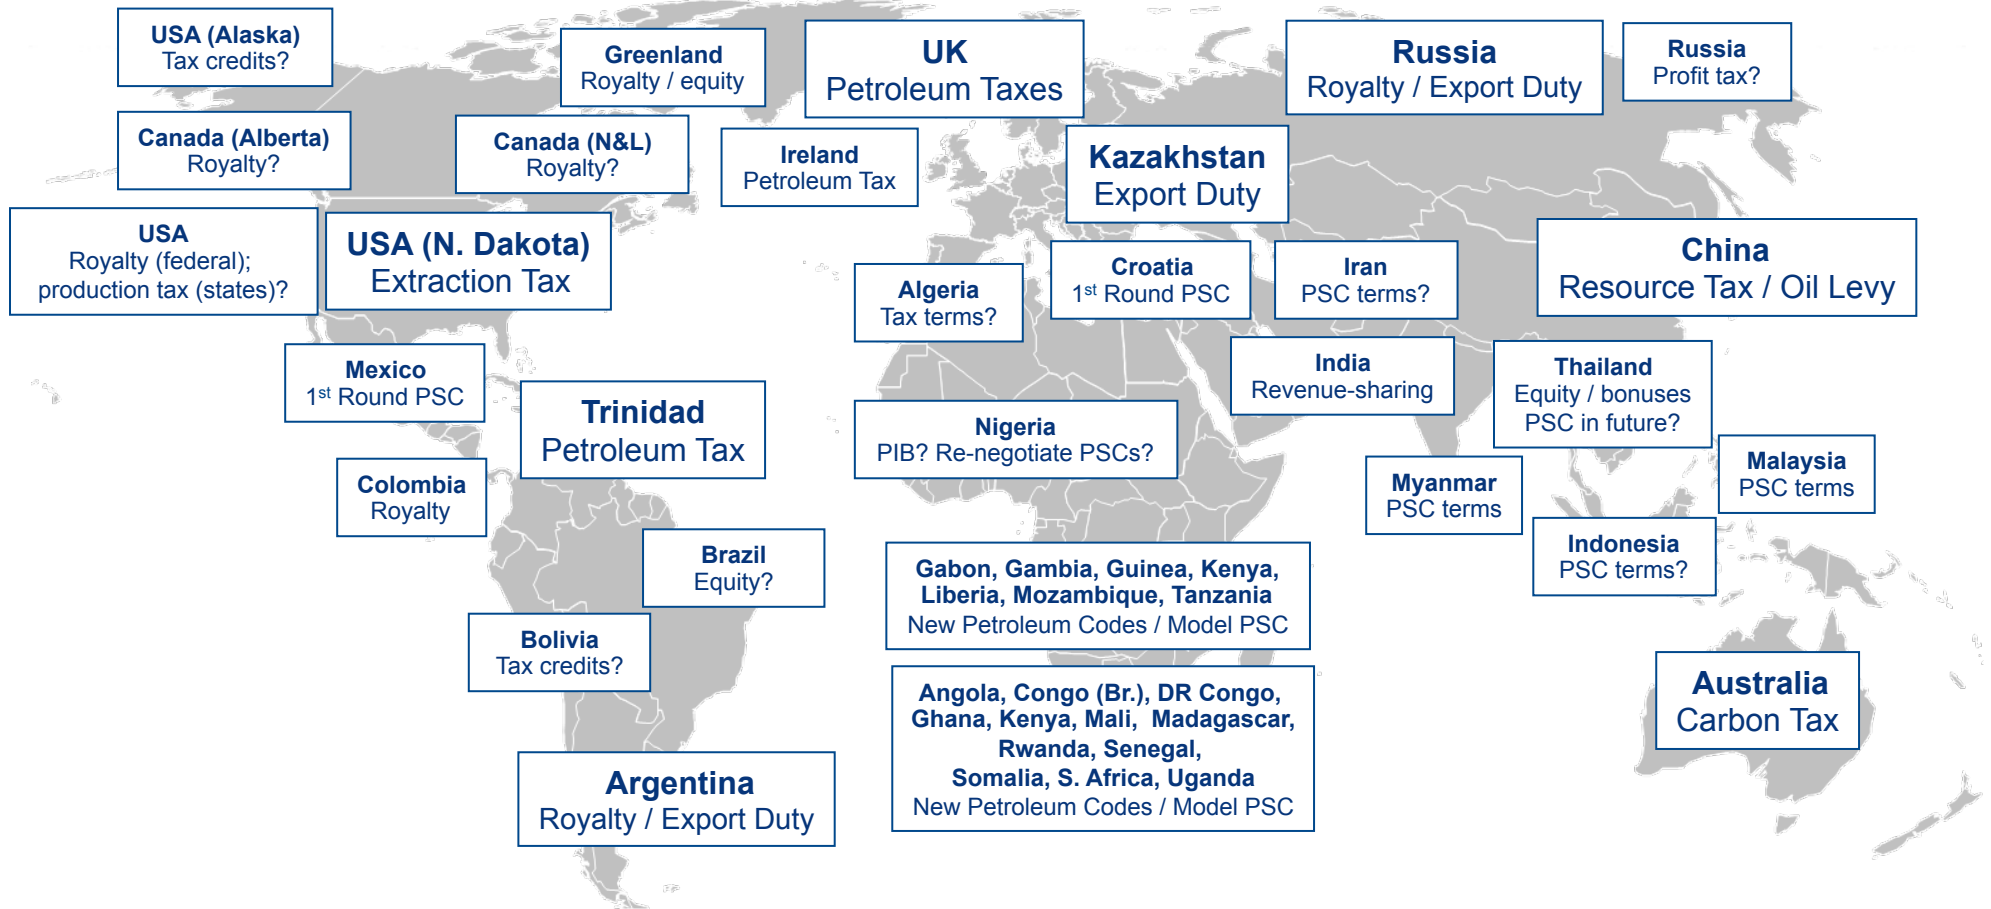 USA (Alaska)
Tax credits?
Greenland
Royalty / equity
UK
Petroleum Taxes
Russia
Royalty / Export Duty
Russia
Profit tax?
Canada (Alberta)
Royalty?
Canada (N&L)
Royalty?
Ireland
Petroleum Tax
Kazakhstan
Export Duty
USA
Royalty (federal);
production tax (states)?
USA (N. Dakota)
Extraction Tax
Algeria
Tax terms?
Croatia
1st Round PSC
Iran
PSC terms?
China
Resource Tax / Oil Levy
Mexico
1st Round PSC
Trinidad
Petroleum Tax
Nigeria
PIB? Re-negotiate PSCs?
India
Revenue-sharing
Thailand
Equity / bonuses
PSC in future?
Colombia
Royalty
Myanmar
PSC terms
Malaysia
PSC terms
Brazil
Equity?
Gabon, Gambia, Guinea, Kenya,
Liberia, Mozambique, Tanzania
New Petroleum Codes / Model PSC
Indonesia
PSC terms?
Bolivia
Tax credits?
Angola, Congo (Br.), DR Congo,
Ghana, Kenya, Mali, Madagascar,
Rwanda, Senegal,
Somalia, S. Africa, Uganda
New Petroleum Codes / Model PSC
Australia
Carbon Tax
Argentina
Royalty / Export Duty